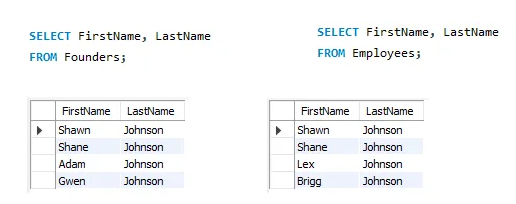 SELECT FirstName, LastName
FROM Founders;
FirstName LastName
Shawn Johnson
Shane Johnson
Adam Johnson
Gwen Johnson
SELECT FirstName, LastName
FROM Employees;
FirstName LastName
Shawn Johnson
Shane Johnson
Lex Johnson
Brigg Johnson